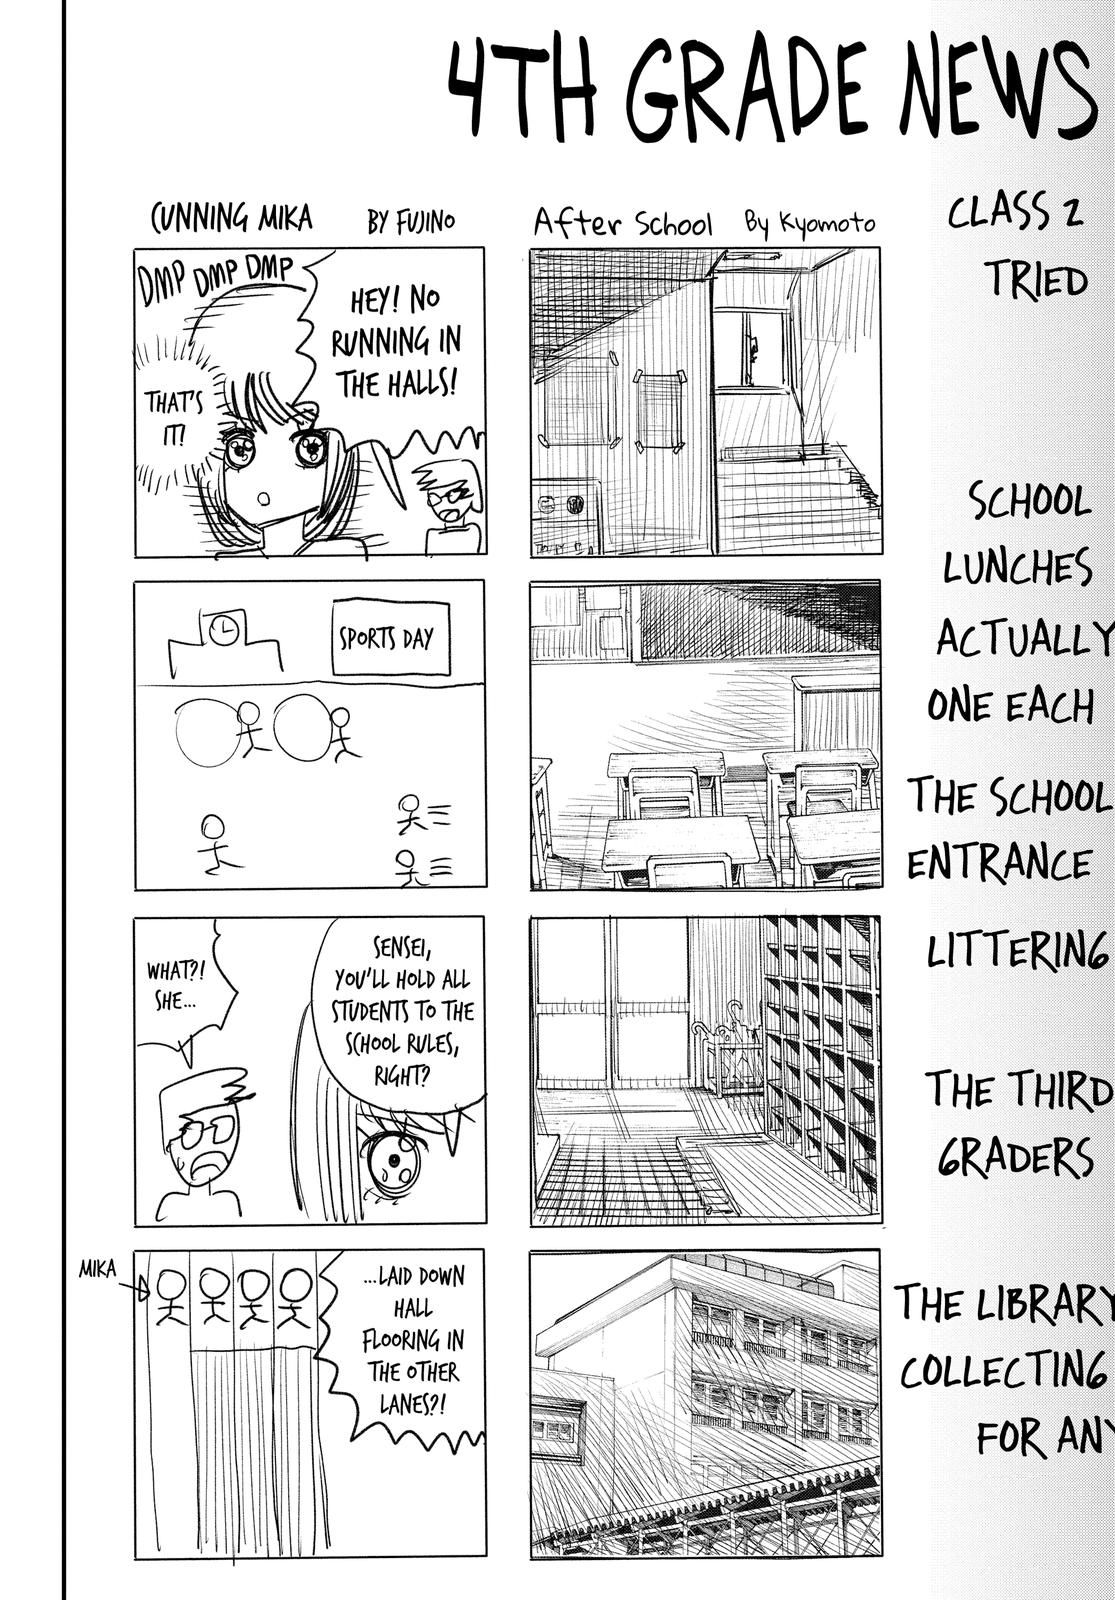 4TH GRADE NEWS
CUNNING MIKA
BY FUJINO
DMP DMP DMP
HEY! NO
RUNNING IN
THE HALLS!
THAT'S
IT!
SPORTS DAY
WHAT?!
SHE...
SENSEI,
YOU'LL HOLD ALL
STUDENTS TO THE
SCHOOL RULES,
RIGHT?
MIKA
...LAID DOWN
HALL
FLOORING IN
THE OTHER
LANES?!
After School
By Kyomoto
CLASS 2
TRIED
SCHOOL
LUNCHES
ACTUALLY
ONE EACH
THE SCHOOL
ENTRANCE
LITTERING
THE THIRD
GRADERS
THE LIBRARY
COLLECTING
FOR ANY